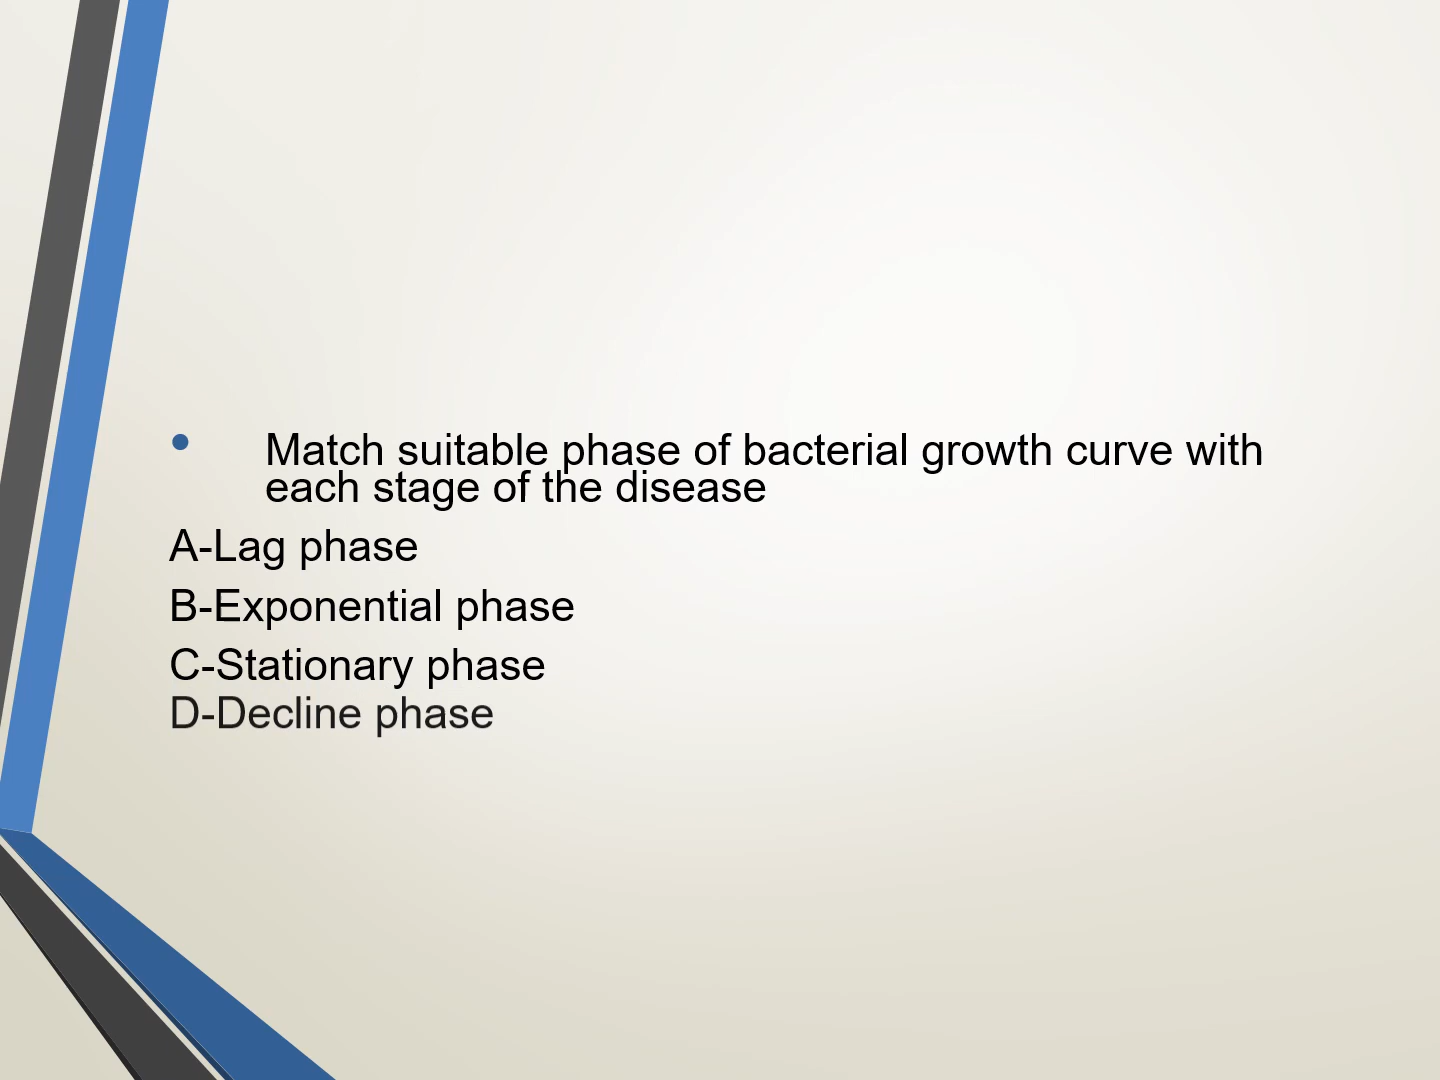 • Match suitable phase of bacterial growth curve with
each stage of the disease
A-Lag phase
B-Exponential phase
C-Stationary phase
D-Decline phase